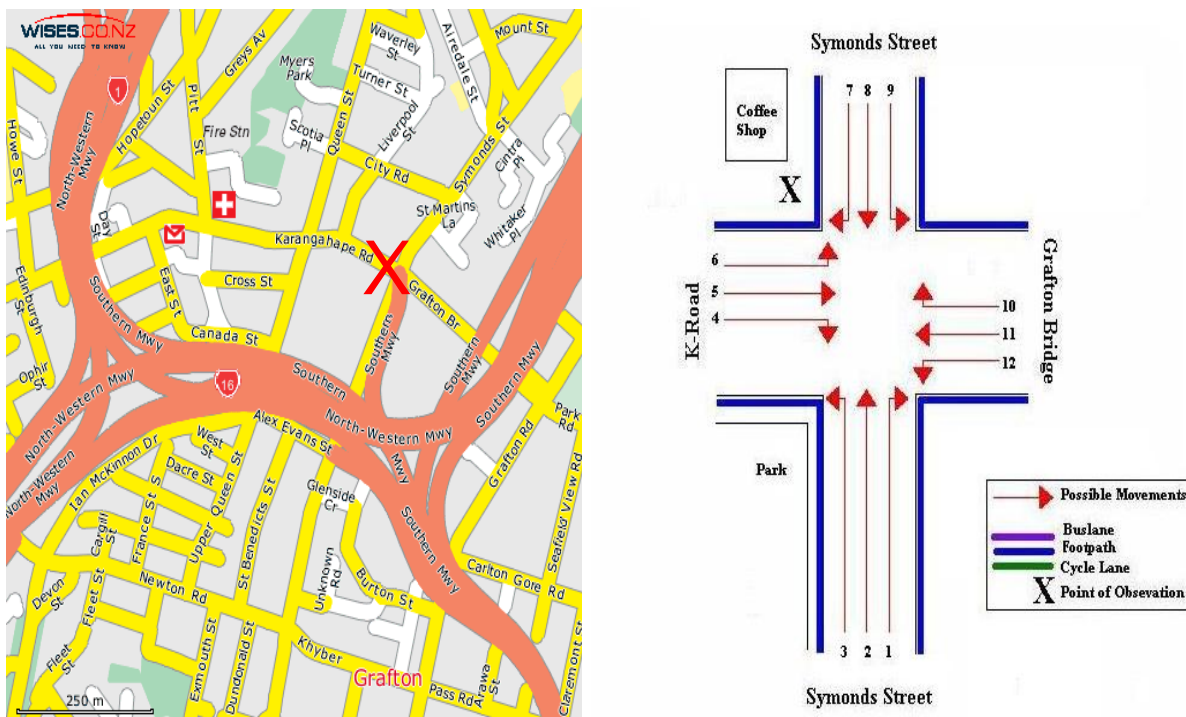 WISES.CO.NZ
ALL YOU NEED TO KNOW
1
Howe St
North-Western Mwy
Hopetoun St
Pitt St
Greys Av
Fire Stn
Myers Park
Scotia Pl
Queen St
Waverley St
Turner St
Liverpool St
Airedale St
Mount St
Symonds St
Cintra Pl
City Rd
St Martins La
Whitaker Pl
Day St
Karangahape Rd
X
Cross St
East St
Grafton Br
Edinburgh St
Southern Mwy
Canada St
Southern Mwy
Southern Mwy
Southern Mwy
Ophir St
16
Southern
North-Western Mwy
Mwy
North-Western Mwy
North-Western Mwy
Alex Evans St
Park Rd
Grafton Rd
Ian McKinnon Dr
West St
Dacre St
Upper Queen St
Glenside Cr
Southern Mwy
Seafield View Rd
Cargill St
France St S
St Benedicts St
Unknown Rd
Burton St
Carlton Gore Rd
Devon St
Fleet St
Newton Rd
Fleet St
Exmouth St
Dundonald St
Khyber
Pass Rd
Grafton
Arawa St
Claremont St
250 m
Symonds Street
Coffee
Shop
7 8 9
X
6
5
4
K-Road
10
11
12
Grafton Bridge
Park
3 2 1
Symonds Street
Possible Movements
Buslane
Footpath
Cycle Lane
X Point of Obsevation